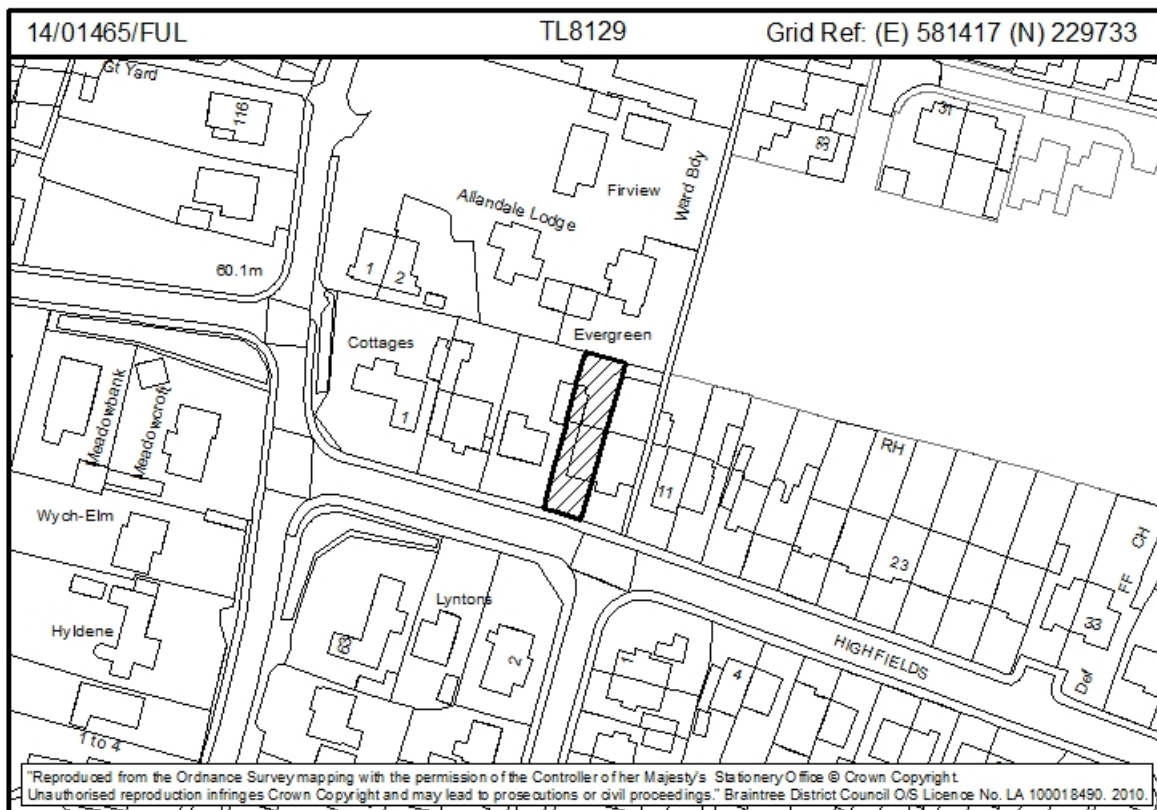 14/01465/FUL TL8129 Grid Ref: (E) 581417 (N) 229733
Gt Yard
116
31
33
Ward Bdy
Firview
Allandale Lodge
60.1m
1
2
Evergreen
Cottages
1
Meadowbank
Meadowcroft
11
RH
Wych-Elm
23
CH
FF
Lyntons
Hyldene
63
2
1
4
HIGHFIELDS
33
Def
1 to 4
"Reproduced from the Ordnance Survey mapping with the permission of the Controller of her Majesty's Stationery Office © Crown Copyright.
Unauthorised reproduction infringes Crown Copyright and may lead to prosecutions or civil proceedings." Braintree District Council O/S Licence No. LA 100018490. 2010.